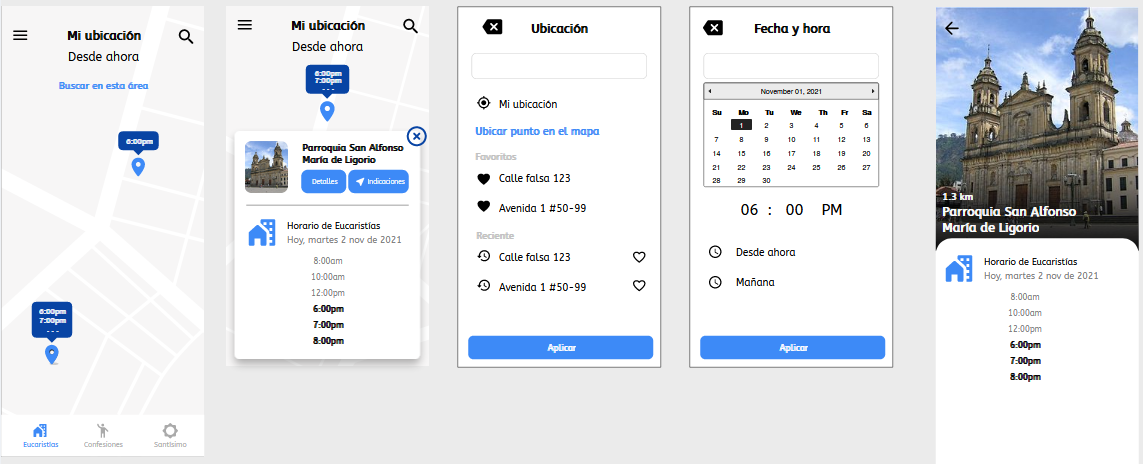 Mi ubicación
Desde ahora
Buscar en esta área
6:00pm
6:00pm
7:00pm
- - -
Eucaristías
Confesiones
Santísimo
Mi ubicación
Desde ahora
6:00pm
7:00pm
- - -
Parroquia San Alfonso
María de Ligorio
Detalles
Indicaciones
Horario de Eucaristías
Hoy, martes 2 nov de 2021
8:00am
10:00am
12:00pm
6:00pm
7:00pm
8:00pm
Ubicación
Mi ubicación
Ubicar punto en el mapa
Favoritos
Calle falsa 123
Avenida 1 #50-99
Reciente
Calle falsa 123
Avenida 1 #50-99
Aplicar
Fecha y hora
November 01, 2021
Su Mo Tu We Th Fr Sa
1 2 3 4 5 6
7 8 9 10 11 12 13
14 15 16 17 18 19 20
21 22 23 24 25 26 27
28 29 30
06 : 00 PM
Desde ahora
Mañana
Aplicar
1.3 km
Parroquia San Alfonso
María de Ligorio
Horario de Eucaristías
Hoy, martes 2 nov de 2021
8:00am
10:00am
12:00pm
6:00pm
7:00pm
8:00pm